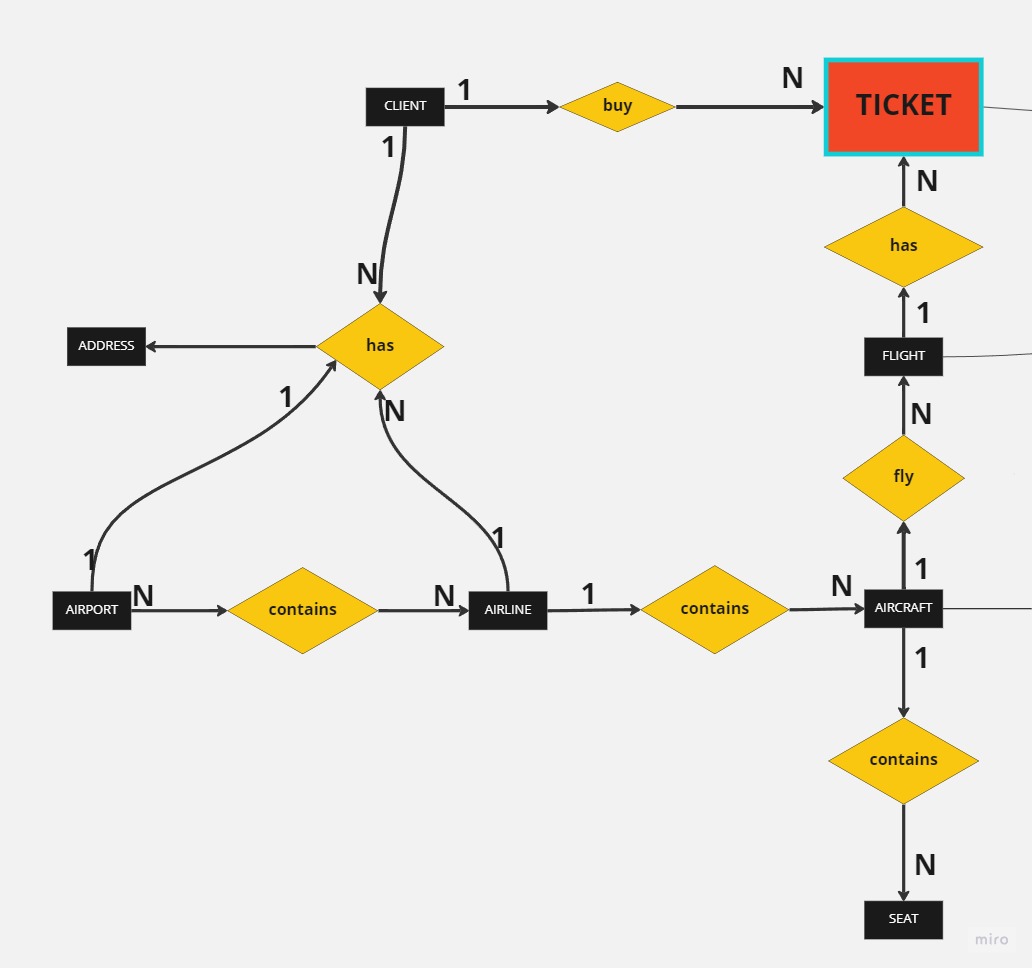 1
N
CLIENT
buy
TICKET
1
N
has
N
1
ADDRESS
has
FLIGHT
1
N
N
fly
1
1
1
N
N
1
N
AIRPORT
contains
AIRLINE
contains
AIRCRAFT
1
contains
N
SEAT
miro